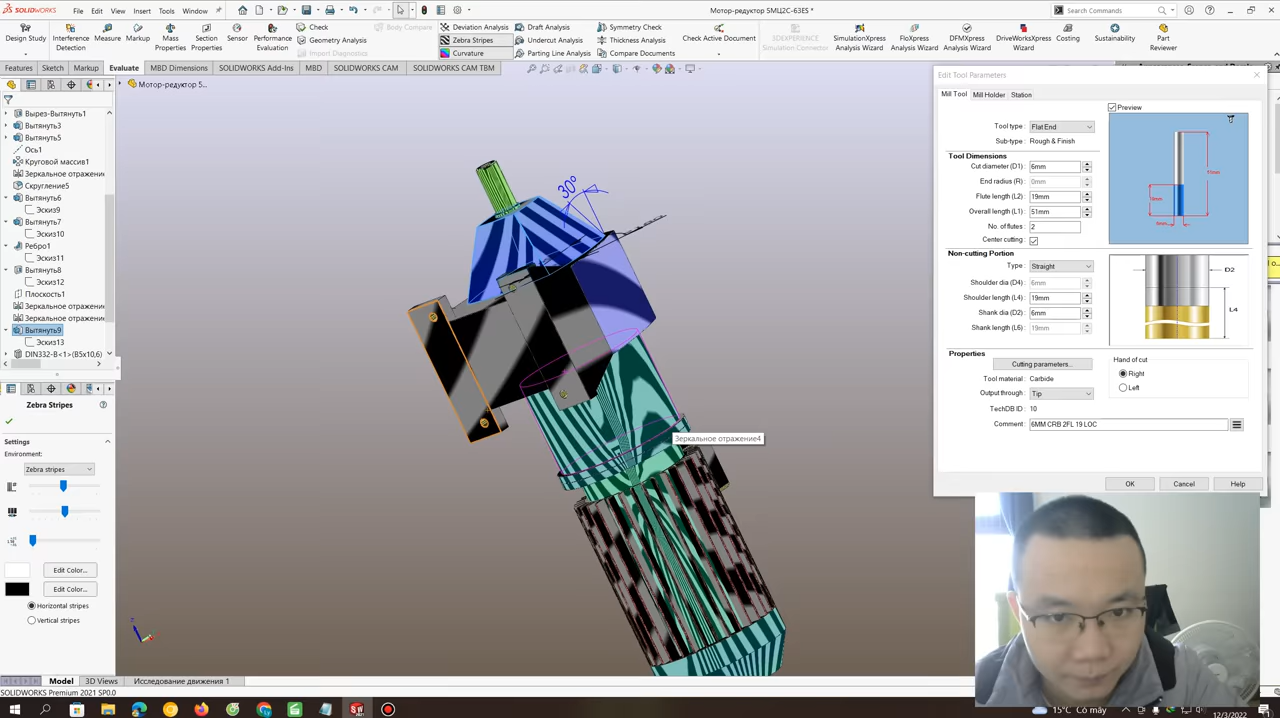 SOLIDWORKS
File Edit View Insert Tools Window
Мотор-редуктор 5МЦ2С-63ES *
Search Commands
Design Study
Interference Detection
Measure
Markup
Mass Properties
Section Properties
Sensor
Performance Evaluation
Check
Geometry Analysis
Import Diagnostics
Body Compare
Deviation Analysis
Zebra Stripes
Curvature
Draft Analysis
Undercut Analysis
Parting Line Analysis
Symmetry Check
Thickness Analysis
Compare Documents
Check Active Document
3DEXPERIENCE Simulation Connector
SimulationXpress Analysis Wizard
FloXpress Analysis Wizard
DFMXpress Analysis Wizard
DriveWorksXpress Wizard
Costing
Sustainability
Part Reviewer
Features Sketch Markup Evaluate MBD Dimensions SOLIDWORKS Add-Ins MBD SOLIDWORKS CAM SOLIDWORKS CAM TBM
Мотор-редуктор 5...
Вырез-Вытянуть1
Вытянуть3
Вытянуть5
Ось1
Круговой массив1
Зеркальное отражение
Скругление5
Вытянуть6
Эскиз9
Вытянуть7
Эскиз10
Ребро1
Эскиз11
Вытянуть8
Эскиз12
Плоскость1
Зеркальное отражение
Зеркальное отражение
Вытянуть9
Эскиз13
DIN332-B<1>(B5x10,6)
Zebra Stripes
Settings
Environment:
Zebra stripes
Edit Color...
Edit Color...
Horizontal stripes
Vertical stripes
30°
Зеркальное отражение4
Edit Tool Parameters
Mill Tool Mill Holder Station
Preview
Tool type : Flat End
Sub-type : Rough & Finish
Tool Dimensions
Cut diameter (D1) : 6mm
End radius (R) : 0mm
Flute length (L2) : 19mm
Overall length (L1) : 51mm
No. of flutes : 2
Center cutting :
Non-cutting Portion
Type : Straight
Shoulder dia (D4) : 6mm
Shoulder length (L4) : 19mm
Shank dia (D2) : 6mm
Shank length (L6) : 19mm
D2
L4
Properties
Cutting parameters...
Tool material : Carbide
Output through : Tip
TechDB ID : 10
Comment: 6MM CRB 2FL 19 LOC
Hand of cut
Right
Left
OK Cancel Help
Model 3D Views Исследование движения 1
SOLIDWORKS Premium 2021 SP0.0
15°C Có mây
12/3/2022